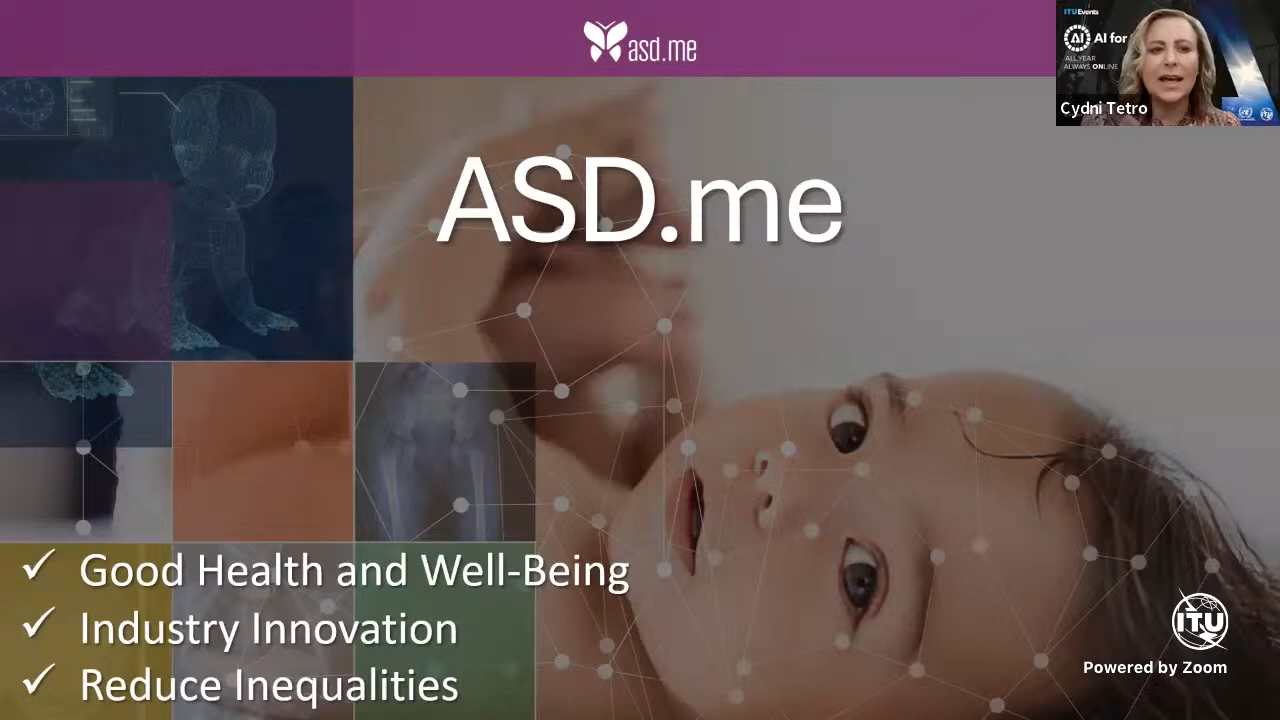 asd.me
ITUEvents
AI AI for
ALL YEAR
ALWAYS ONLINE
Cydni Tetro
ASD.me
✓ Good Health and Well-Being
✓ Industry Innovation
✓ Reduce Inequalities
ITU
Powered by Zoom